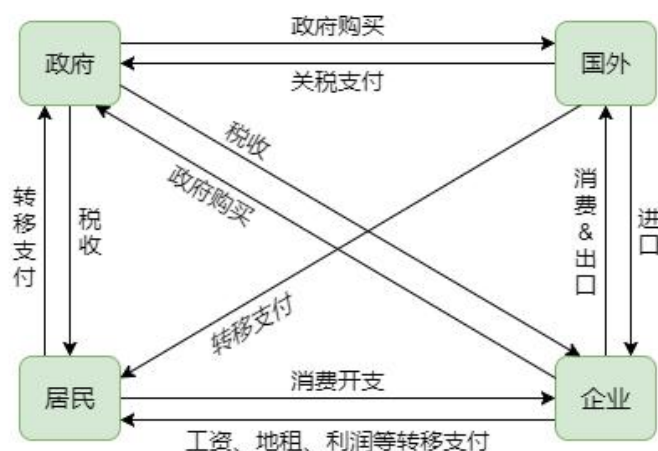 政府购买
政府
国外
关税支付
税收
政府购买
转移支付
税收
消费&出口
进口
转移支付
居民
消费开支
企业
工资、地租、利润等转移支付